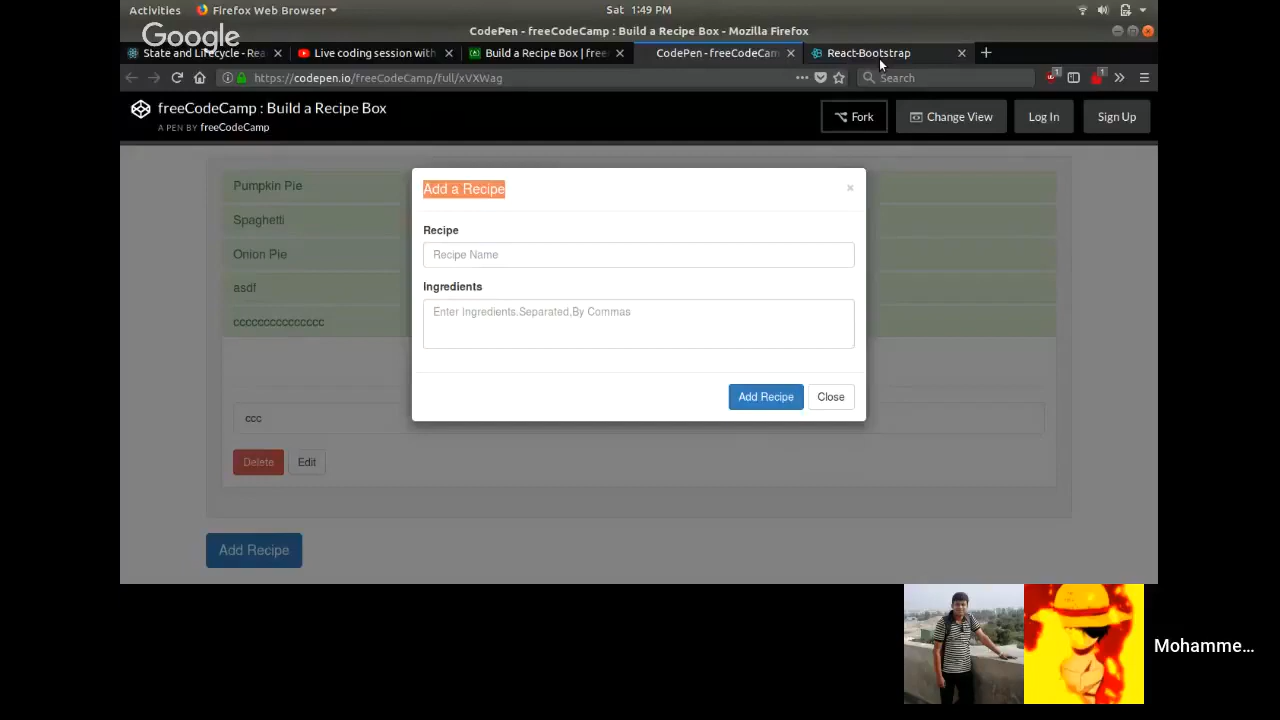 Activities Firefox Web Browser Sat 1:49 PM
CodePen - freeCodeCamp : Build a Recipe Box - Mozilla Firefox
Google
State and Lifecycle - Rea Live coding session with Build a Recipe Box | free CodePen - freeCodeCam React-Bootstrap
https://codepen.io/freeCodeCamp/full/xVXWag Search 1 1
freeCodeCamp : Build a Recipe Box
A PEN BY freeCodeCamp
Fork Change View Log In Sign Up
Pumpkin Pie
Spaghetti
Onion Pie
asdf
ccccccccccccccc
ccc
Delete Edit
Add Recipe
Add a Recipe ×
Recipe
Recipe Name
Ingredients
Enter Ingredients,Separated,By Commas
Add Recipe Close
Mohamme...